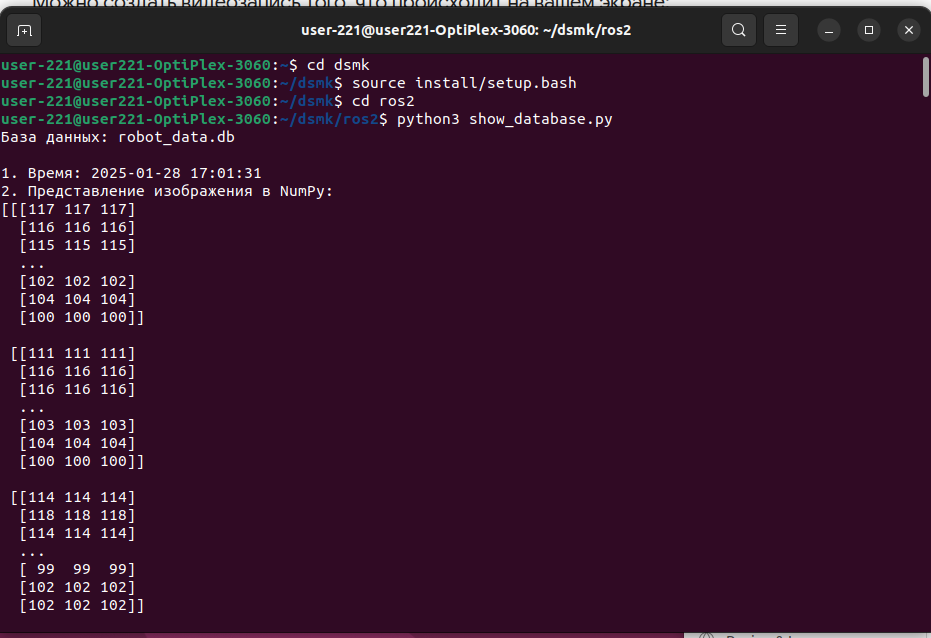 Можно создать видеозапись того, что происходит на вашем экране:
user-221@user221-OptiPlex-3060: ~/dsmk/ros2
user-221@user221-OptiPlex-3060:~$ cd dsmk
user-221@user221-OptiPlex-3060:~/dsmk$ source install/setup.bash
user-221@user221-OptiPlex-3060:~/dsmk$ cd ros2
user-221@user221-OptiPlex-3060:~/dsmk/ros2$ python3 show_database.py
База данных: robot_data.db
1. Время: 2025-01-28 17:01:31
2. Представление изображения в NumPy:
[[[117 117 117]
[116 116 116]
[115 115 115]
...
[102 102 102]
[104 104 104]
[100 100 100]]
[[111 111 111]
[116 116 116]
[116 116 116]
...
[103 103 103]
[104 104 104]
[100 100 100]]
[[114 114 114]
[118 118 118]
[114 114 114]
...
[ 99  99  99]
[102 102 102]
[102 102 102]]